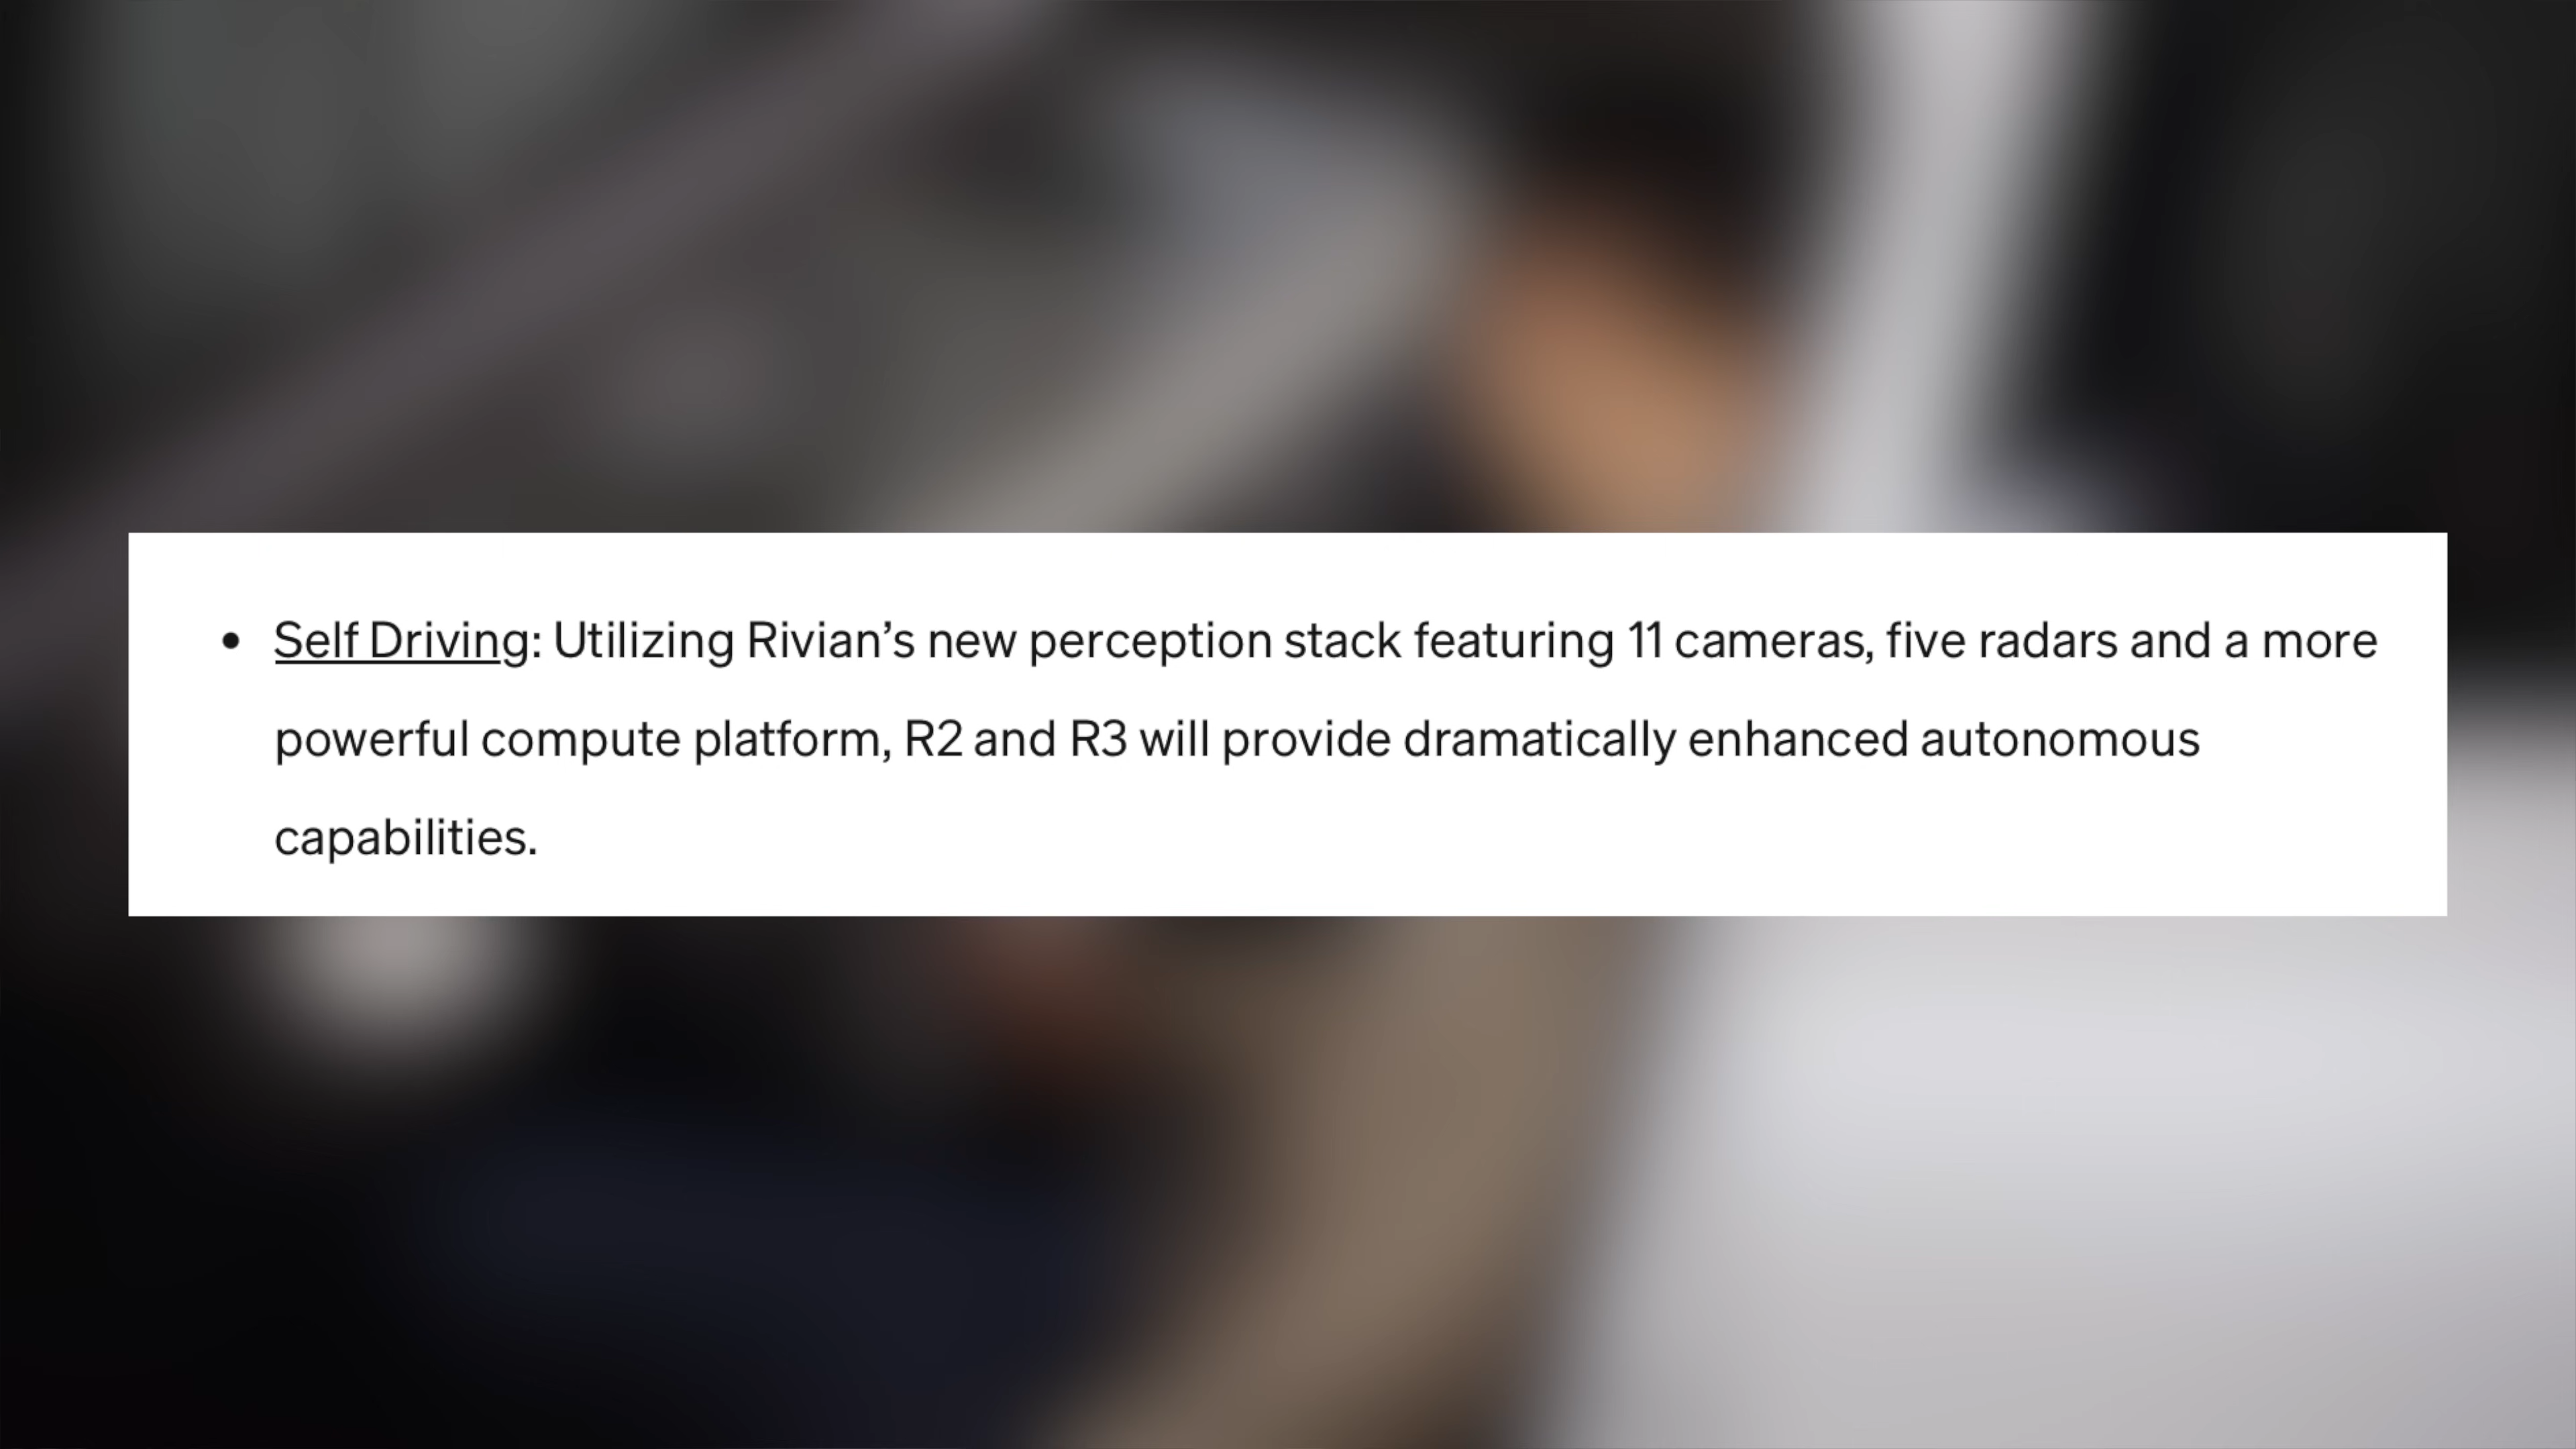 • Self Driving: Utilizing Rivian’s new perception stack featuring 11 cameras, five radars and a more
powerful compute platform, R2 and R3 will provide dramatically enhanced autonomous
capabilities.